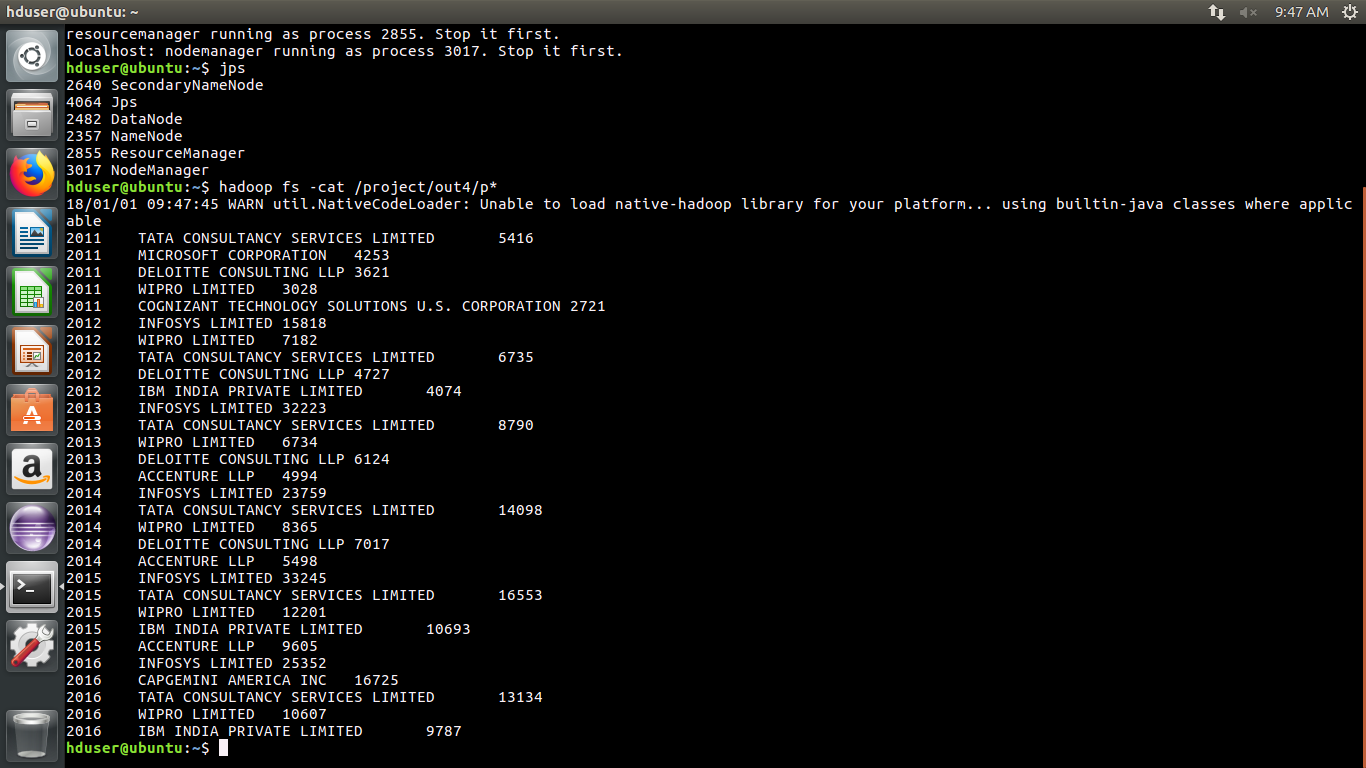 hduser@ubuntu: ~
9:47 AM
resourcemanager running as process 2855. Stop it first.
localhost: nodemanager running as process 3017. Stop it first.
hduser@ubuntu:~$ jps
2640 SecondaryNameNode
4064 Jps
2482 DataNode
2357 NameNode
2855 ResourceManager
3017 NodeManager
hduser@ubuntu:~$ hadoop fs -cat /project/out4/p*
18/01/01 09:47:45 WARN util.NativeCodeLoader: Unable to load native-hadoop library for your platform... using builtin-java classes where applic
able
2011    TATA CONSULTANCY SERVICES LIMITED       5416
2011    MICROSOFT CORPORATION   4253
2011    DELOITTE CONSULTING LLP 3621
2011    WIPRO LIMITED   3028
2011    COGNIZANT TECHNOLOGY SOLUTIONS U.S. CORPORATION 2721
2012    INFOSYS LIMITED 15818
2012    WIPRO LIMITED   7182
2012    TATA CONSULTANCY SERVICES LIMITED       6735
2012    DELOITTE CONSULTING LLP 4727
2012    IBM INDIA PRIVATE LIMITED       4074
2013    INFOSYS LIMITED 32223
2013    TATA CONSULTANCY SERVICES LIMITED       8790
2013    WIPRO LIMITED   6734
2013    DELOITTE CONSULTING LLP 6124
2013    ACCENTURE LLP   4994
2014    INFOSYS LIMITED 23759
2014    TATA CONSULTANCY SERVICES LIMITED       14098
2014    WIPRO LIMITED   8365
2014    DELOITTE CONSULTING LLP 7017
2014    ACCENTURE LLP   5498
2015    INFOSYS LIMITED 33245
2015    TATA CONSULTANCY SERVICES LIMITED       16553
2015    WIPRO LIMITED   12201
2015    IBM INDIA PRIVATE LIMITED       10693
2015    ACCENTURE LLP   9605
2016    INFOSYS LIMITED 25352
2016    CAPGEMINI AMERICA INC   16725
2016    TATA CONSULTANCY SERVICES LIMITED       13134
2016    WIPRO LIMITED   10607
2016    IBM INDIA PRIVATE LIMITED       9787
hduser@ubuntu:~$